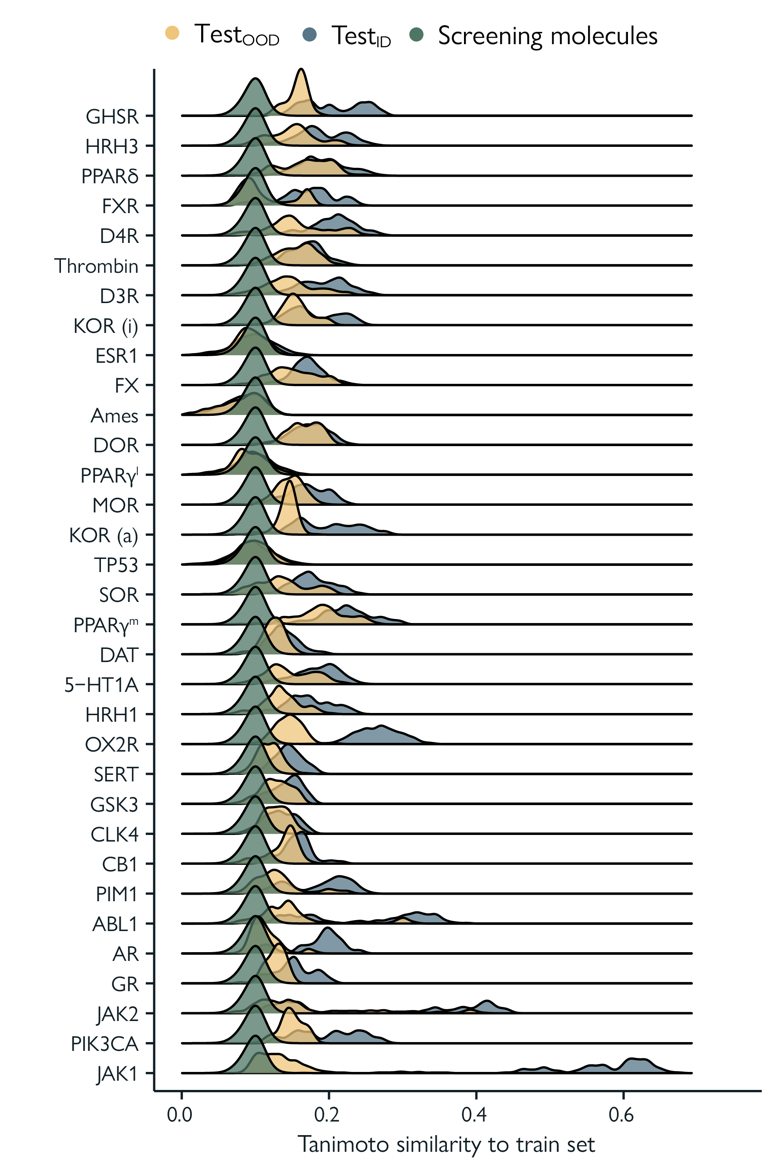 Test_OOD Test_ID Screening molecules
GHSR
HRH3
PPARδ
FXR
D4R
Thrombin
D3R
KOR (i)
ESR1
FX
Ames
DOR
PPARγˡ
MOR
KOR (a)
TP53
SOR
PPARγᵐ
DAT
5−HT1A
HRH1
OX2R
SERT
GSK3
CLK4
CB1
PIM1
ABL1
AR
GR
JAK2
PIK3CA
JAK1
0.0 0.2 0.4 0.6
Tanimoto similarity to train set